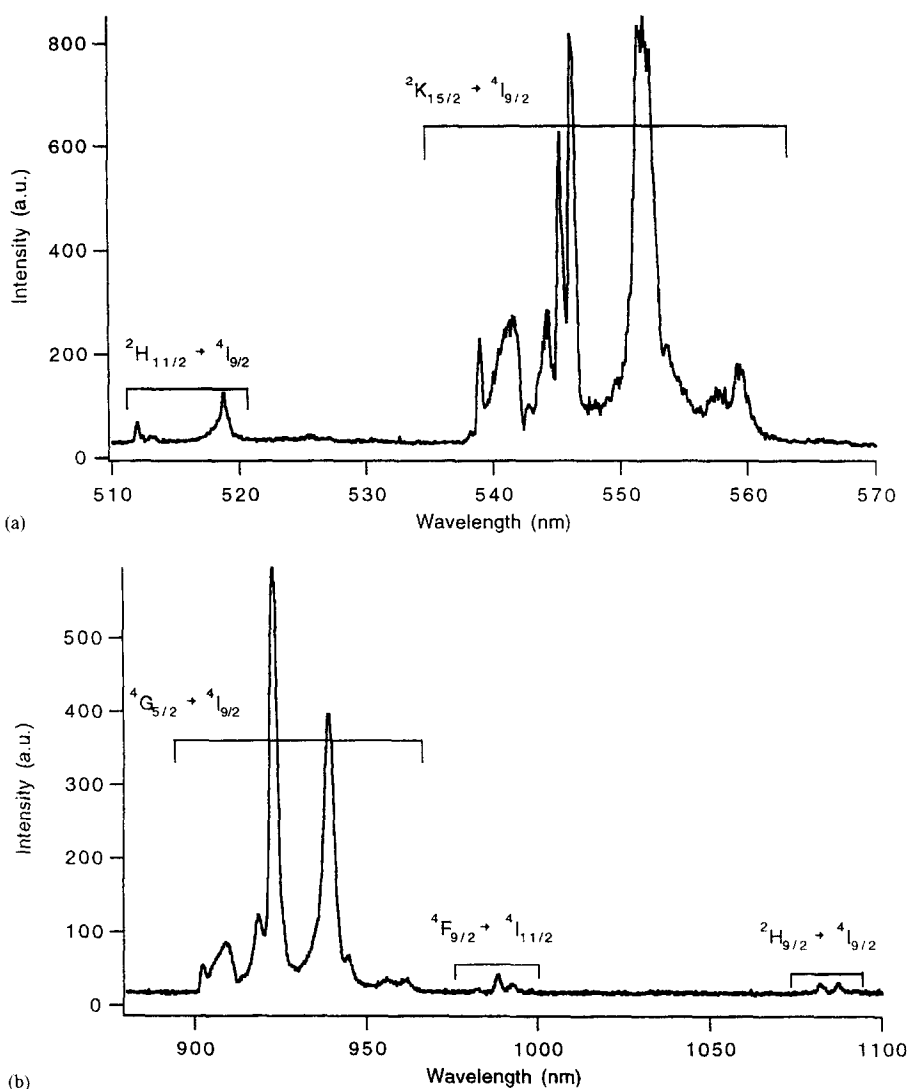 800
600
400
200
0
Intensity (a.u.)
²K₁₅/₂ → ⁴I₉/₂
²H₁₁/₂ → ⁴I₉/₂
510 520 530 540 550 560 570
Wavelength (nm)
(a)
500
400
300
200
100
0
Intensity (a.u.)
⁴G₅/₂ → ⁴I₉/₂
⁴F₉/₂ → ⁴I₁₁/₂
²H₉/₂ → ⁴I₉/₂
900 950 1000 1050 1100
Wavelength (nm)
(b)